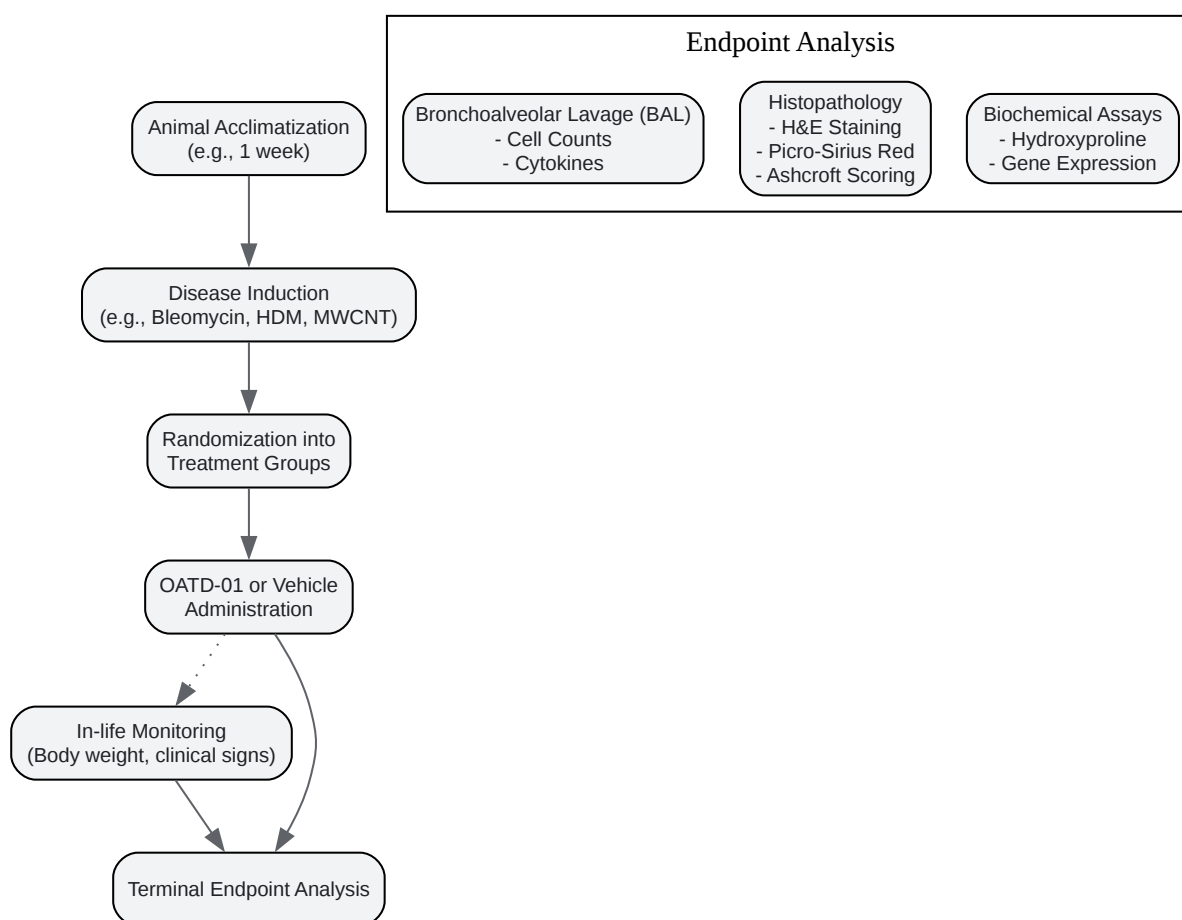 Endpoint Analysis
Bronchoalveolar Lavage (BAL)
- Cell Counts
- Cytokines
Histopathology
- H&E Staining
- Picro-Sirius Red
- Ashcroft Scoring
Biochemical Assays
- Hydroxyproline
- Gene Expression
Animal Acclimatization
(e.g., 1 week)
Disease Induction
(e.g., Bleomycin, HDM, MWCNT)
Randomization into
Treatment Groups
OATD-01 or Vehicle
Administration
In-life Monitoring
(Body weight, clinical signs)
Terminal Endpoint Analysis